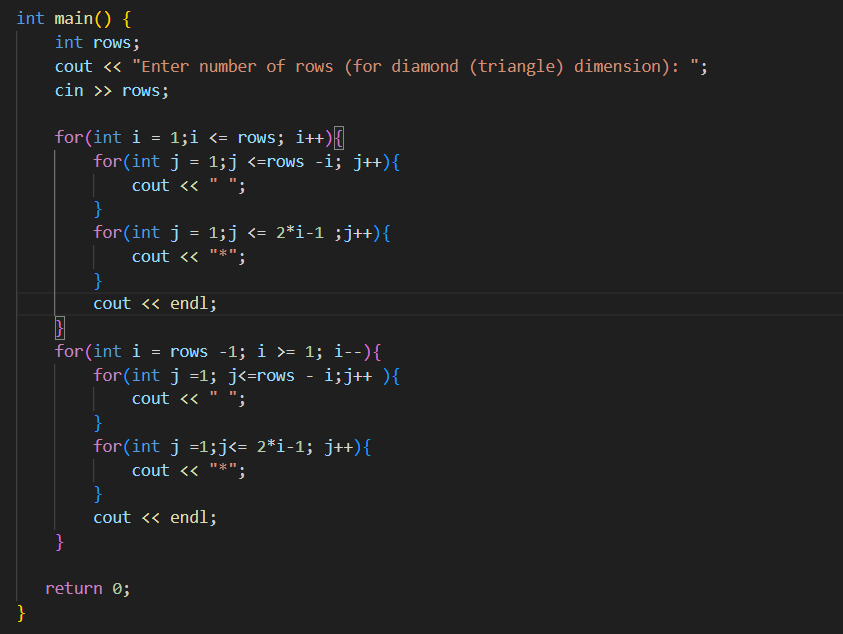 int main() {
    int rows;
    cout << "Enter number of rows (for diamond (triangle) dimension): ";
    cin >> rows;

    for(int i = 1;i <= rows; i++){
        for(int j = 1;j <=rows -i; j++){
            cout << " ";
        }
        for(int j = 1;j <= 2*i-1 ;j++){
            cout << "*";
        }
        cout << endl;
    }
    for(int i = rows -1; i >= 1; i--){
        for(int j =1; j<=rows - i;j++ ){
            cout << " ";
        }
        for(int j =1;j<= 2*i-1; j++){
            cout << "*";
        }
        cout << endl;
    }

   return 0;
}